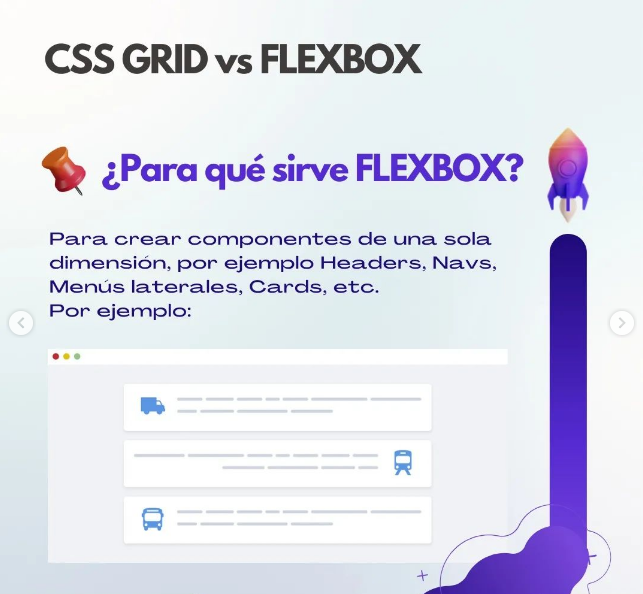 CSS GRID vs FLEXBOX
¿Para qué sirve FLEXBOX?
Para crear componentes de una sola
dimensión, por ejemplo Headers, Navs,
Menús laterales, Cards, etc.
Por ejemplo: